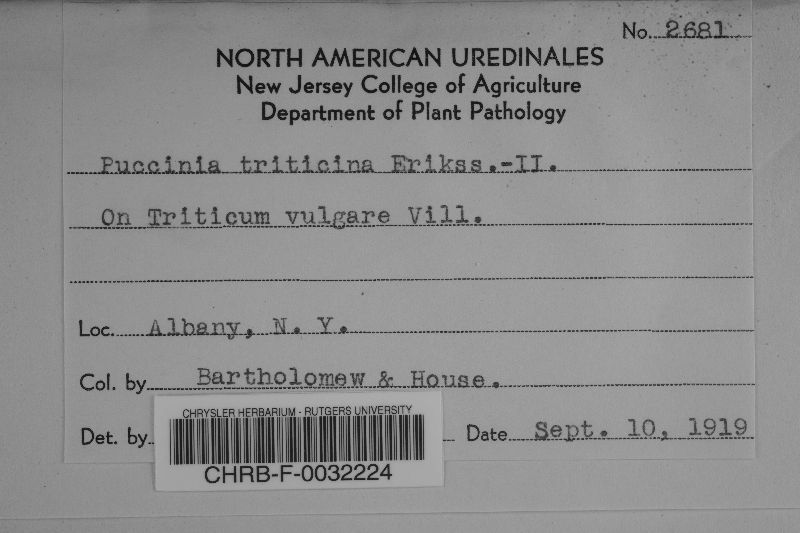 No. 2681
NORTH AMERICAN UREDINALES
New Jersey College of Agriculture
Department of Plant Pathology
Puccinia triticina Erikss.-II.
On Triticum vulgare Vill.
Loc. Albany, N. Y.
Col. by Bartholomew & House.
Det. by
Date Sept. 10, 1919
CHRYSLER HERBARIUM - RUTGERS UNIVERSITY
CHRB-F-0032224